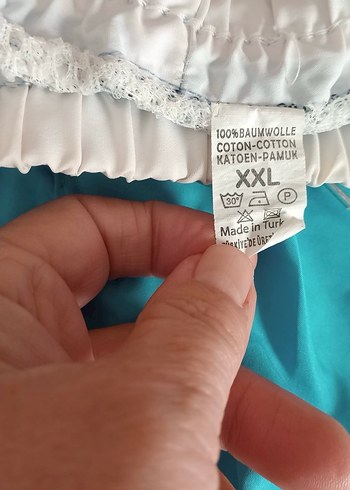 100%BAUMWOLLE
COTON-COTTON
KATOEN-PAMUK
XXL
30° P
Made in Turk